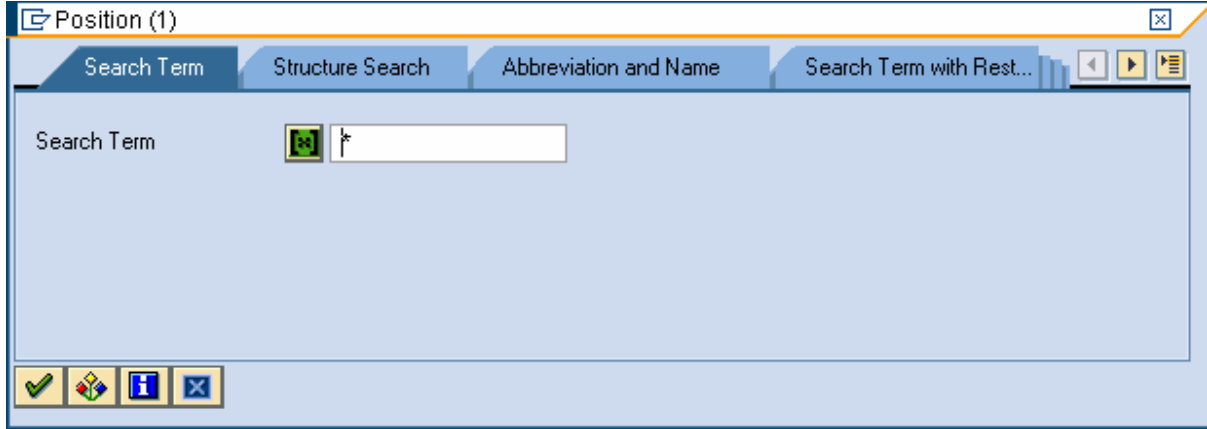 Position (1)
Search Term Structure Search Abbreviation and Name Search Term with Rest...
Search Term *